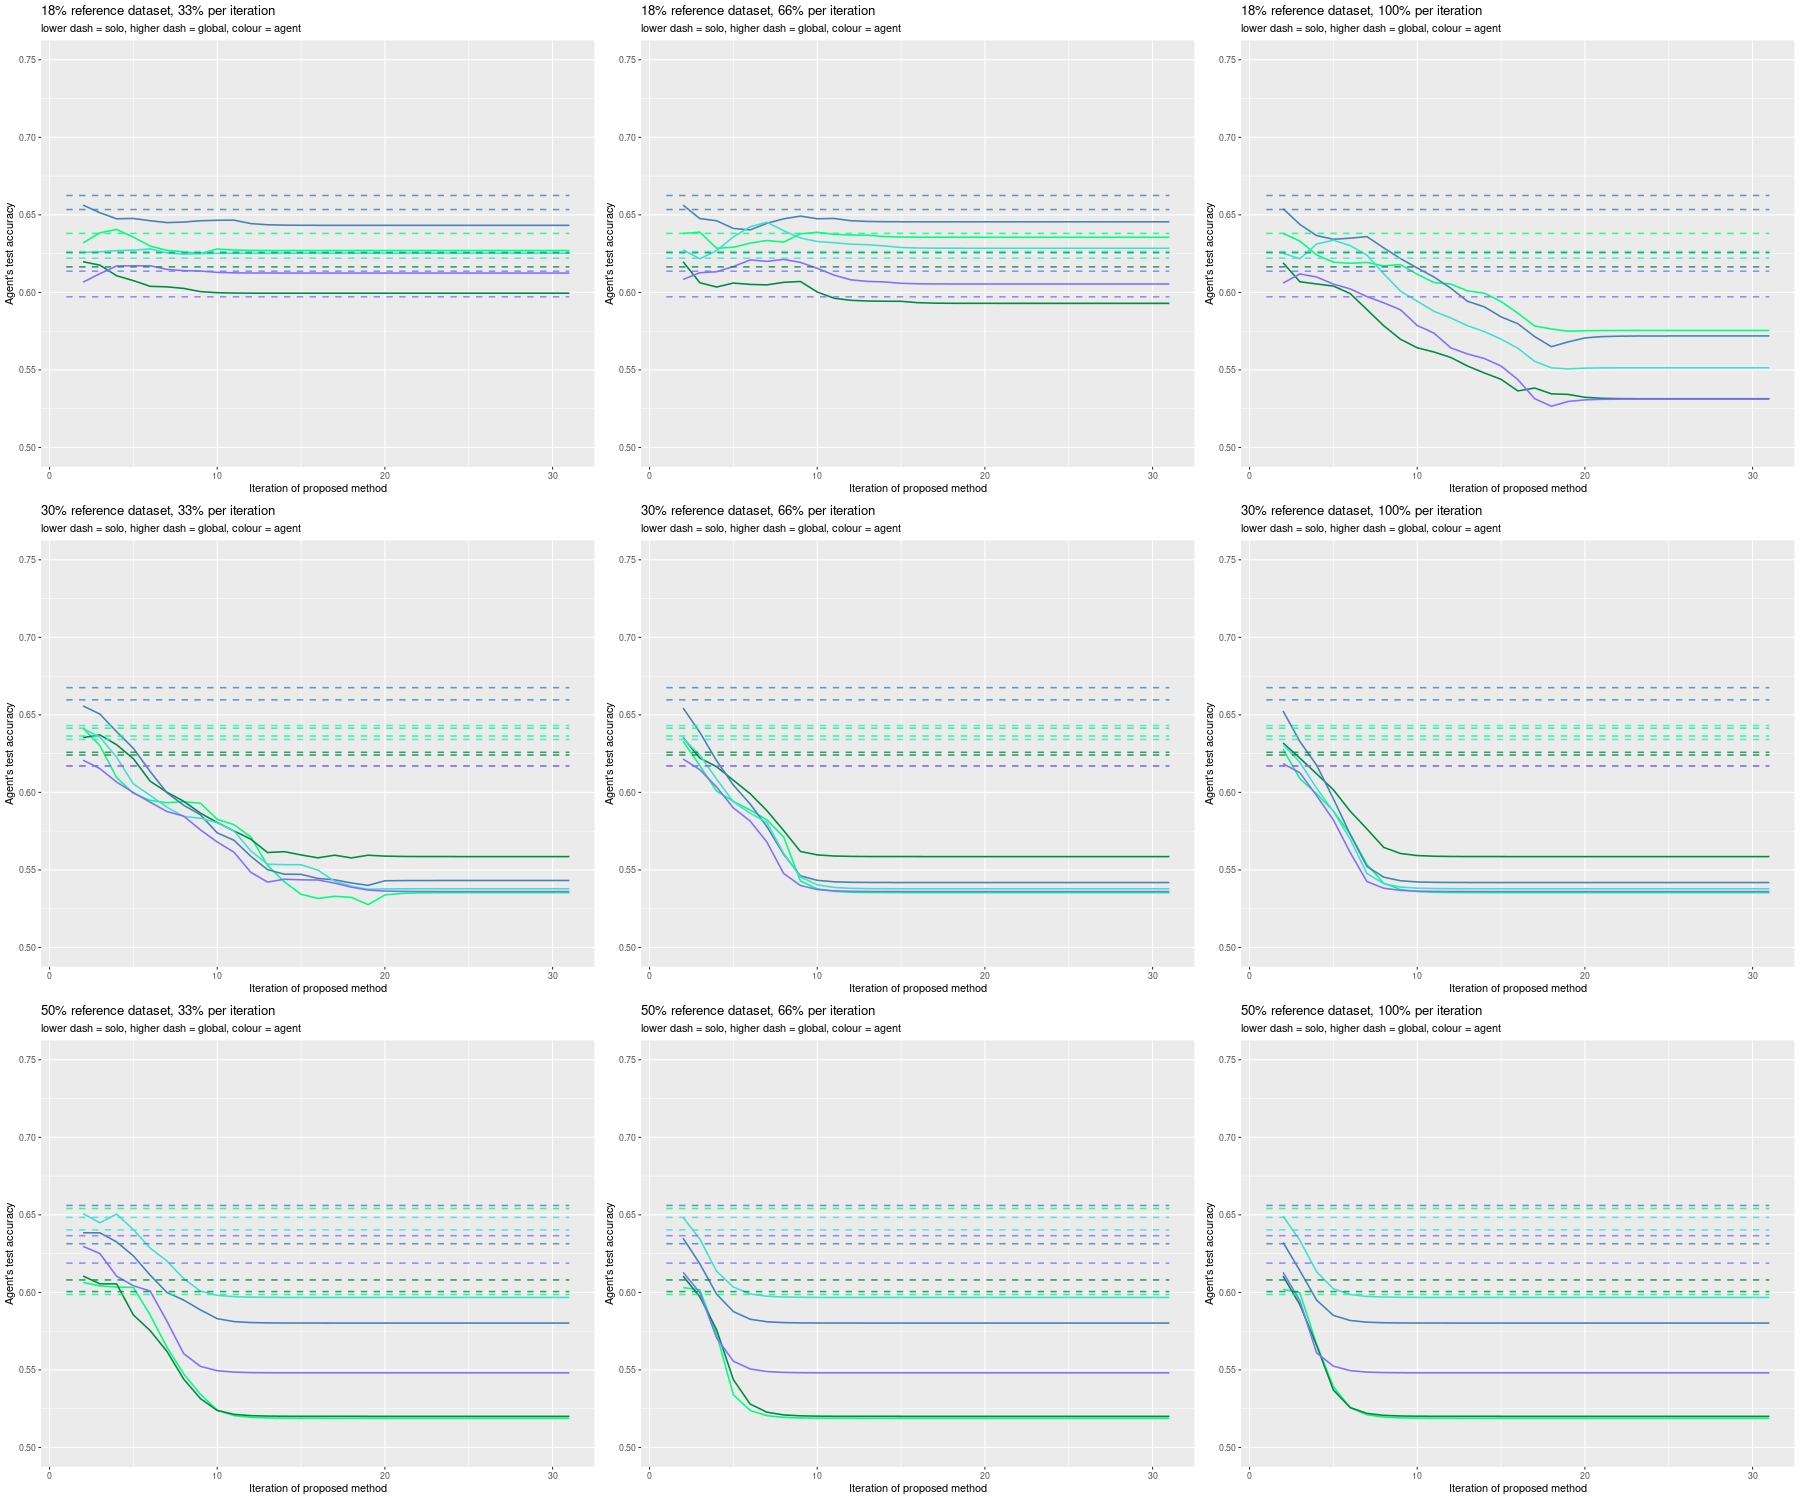 18% reference dataset, 33% per iteration
lower dash = solo, higher dash = global, colour = agent
0.75
0.70
0.65
0.60
0.55
0.50
Agent's test accuracy
0 10 20 30
Iteration of proposed method
18% reference dataset, 66% per iteration
lower dash = solo, higher dash = global, colour = agent
0.75
0.70
0.65
0.60
0.55
0.50
Agent's test accuracy
0 10 20 30
Iteration of proposed method
18% reference dataset, 100% per iteration
lower dash = solo, higher dash = global, colour = agent
0.75
0.70
0.65
0.60
0.55
0.50
Agent's test accuracy
0 10 20 30
Iteration of proposed method
30% reference dataset, 33% per iteration
lower dash = solo, higher dash = global, colour = agent
0.75
0.70
0.65
0.60
0.55
0.50
Agent's test accuracy
0 10 20 30
Iteration of proposed method
30% reference dataset, 66% per iteration
lower dash = solo, higher dash = global, colour = agent
0.75
0.70
0.65
0.60
0.55
0.50
Agent's test accuracy
0 10 20 30
Iteration of proposed method
30% reference dataset, 100% per iteration
lower dash = solo, higher dash = global, colour = agent
0.75
0.70
0.65
0.60
0.55
0.50
Agent's test accuracy
0 10 20 30
Iteration of proposed method
50% reference dataset, 33% per iteration
lower dash = solo, higher dash = global, colour = agent
0.75
0.70
0.65
0.60
0.55
0.50
Agent's test accuracy
0 10 20 30
Iteration of proposed method
50% reference dataset, 66% per iteration
lower dash = solo, higher dash = global, colour = agent
0.75
0.70
0.65
0.60
0.55
0.50
Agent's test accuracy
0 10 20 30
Iteration of proposed method
50% reference dataset, 100% per iteration
lower dash = solo, higher dash = global, colour = agent
0.75
0.70
0.65
0.60
0.55
0.50
Agent's test accuracy
0 10 20 30
Iteration of proposed method